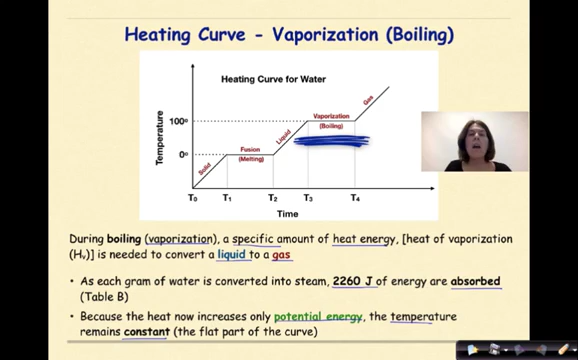 Heating Curve - Vaporization (Boiling)
Heating Curve for Water
Temperature
100º
0º
Solid
Fusion
(Melting)
Liquid
Vaporization
(Boiling)
Gas
T₀ T₁ T₂ T₃ T₄
Time
During boiling (vaporization), a specific amount of heat energy, [heat of vaporization
(Hᵥ)] is needed to convert a liquid to a gas
• As each gram of water is converted into steam, 2260 J of energy are absorbed
(Table B)
• Because the heat now increases only potential energy, the temperature
remains constant (the flat part of the curve)